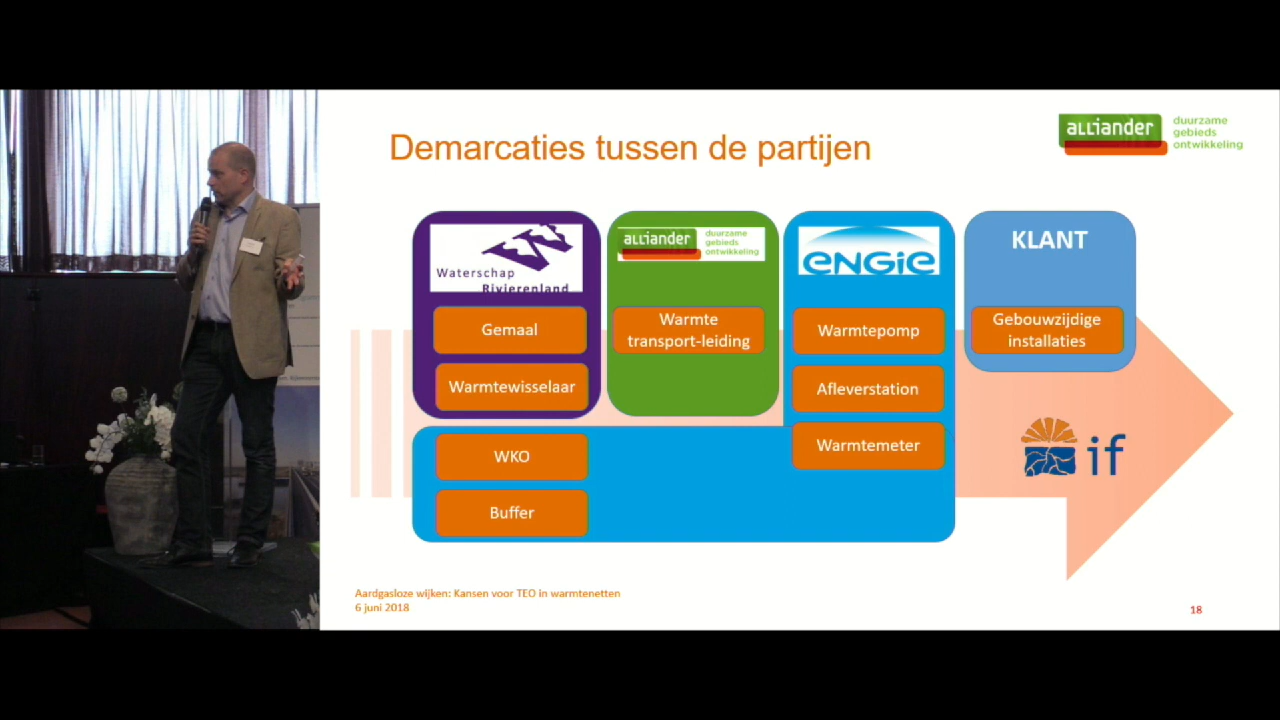 Demarcaties tussen de partijen
alliander
duurzame
gebieds
ontwikkeling
Waterschap
Rivierenland
Gemaal
Warmtewisselaar
WKO
Buffer
alliander
duurzame
gebieds
ontwikkeling
Warmte
transport-leiding
ENGIE
Warmtepomp
Afleverstation
Warmtemeter
KLANT
Gebouwzijdige
installaties
if
Aardgasloze wijken: Kansen voor TEO in warmtenetten
6 juni 2018
18